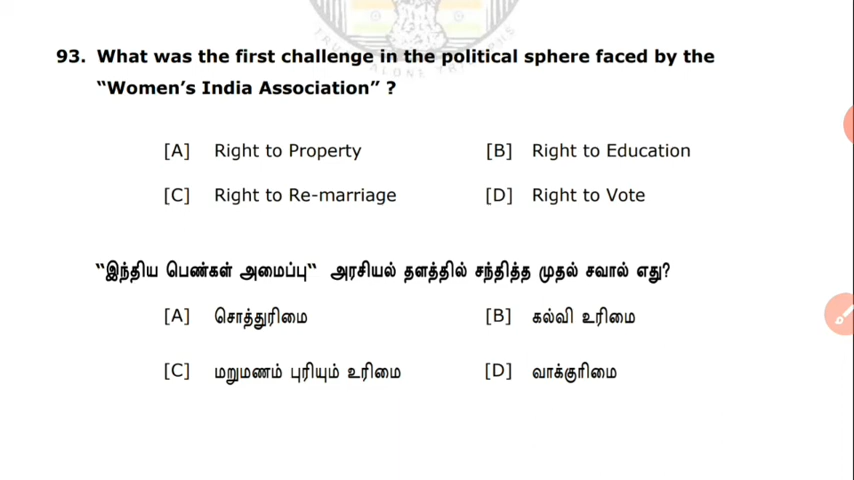 93. What was the first challenge in the political sphere faced by the
“Women’s India Association” ?
[A] Right to Property [B] Right to Education
[C] Right to Re-marriage [D] Right to Vote
“இந்திய பெண்கள் அமைப்பு“ அரசியல் தளத்தில் சந்தித்த முதல் சவால் எது?
[A] சொத்துரிமை [B] கல்வி உரிமை
[C] மறுமணம் புரியும் உரிமை [D] வாக்குரிமை